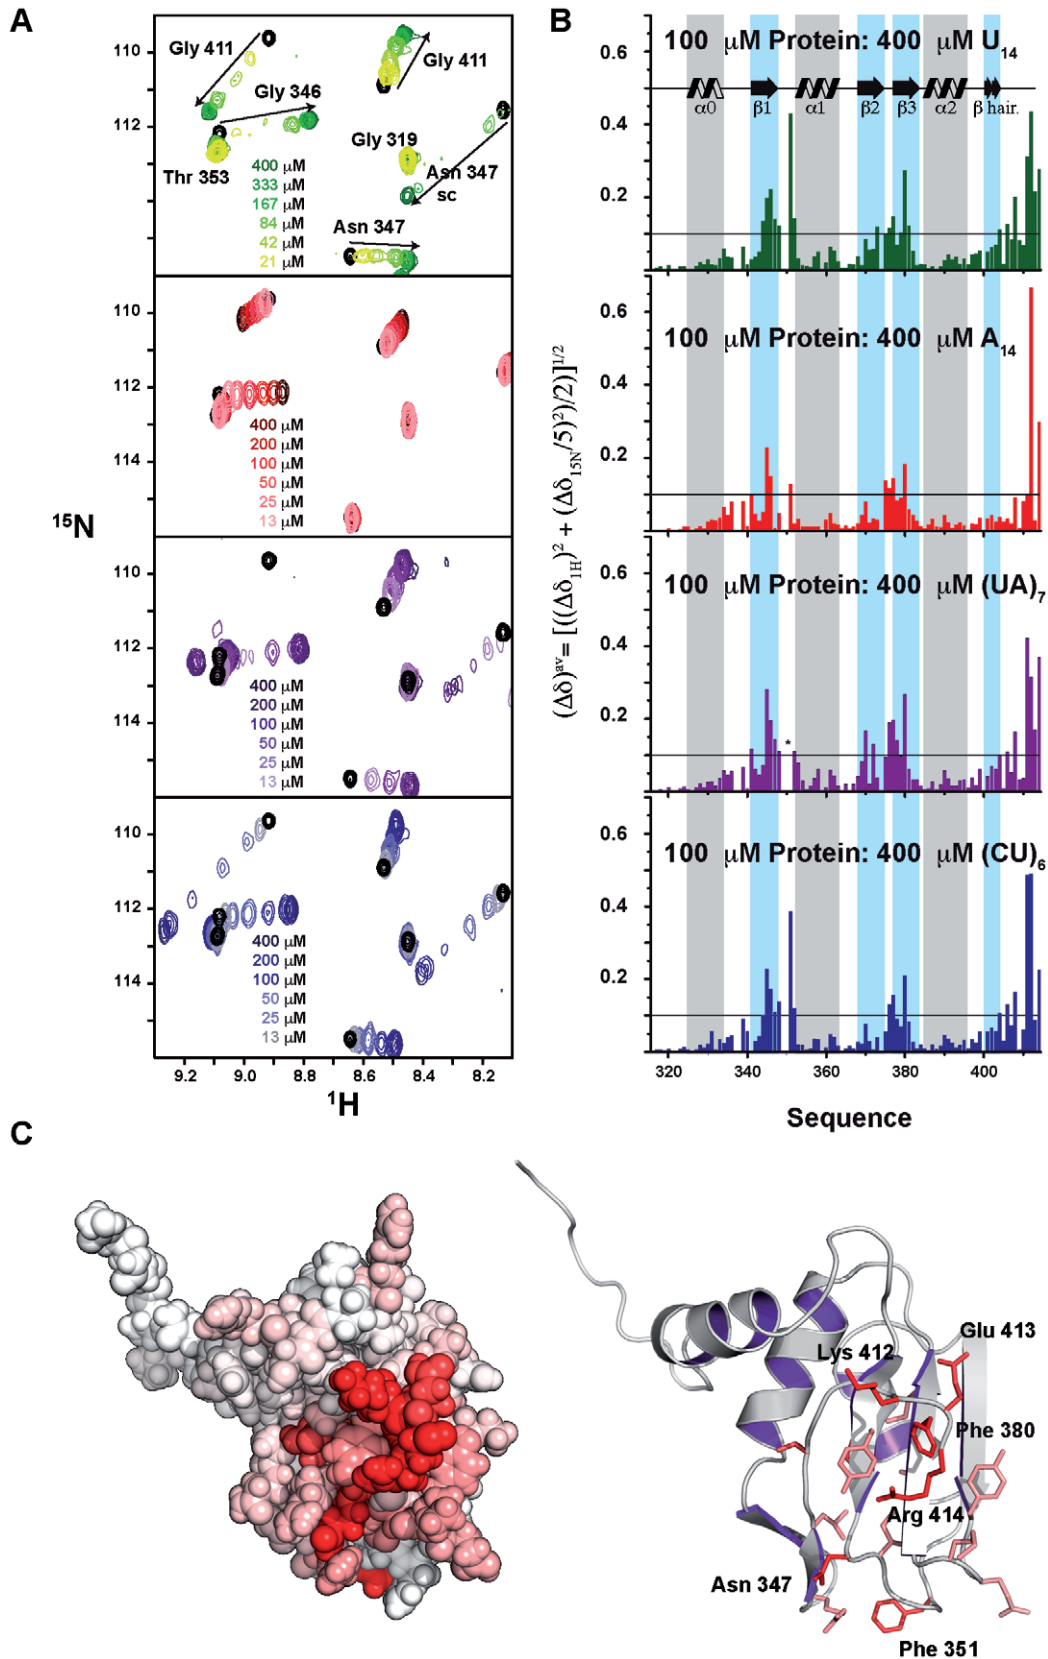 A
B
110
112
Gly 411
Gly 346
Gly 411
Gly 319
Thr 353
Asn 347
sc
Asn 347
400 μM
333 μM
167 μM
84 μM
42 μM
21 μM
110
112
114
400 μM
200 μM
100 μM
50 μM
25 μM
13 μM
15N
110
112
114
400 μM
200 μM
100 μM
50 μM
25 μM
13 μM
110
112
114
400 μM
200 μM
100 μM
50 μM
25 μM
13 μM
9.2 9.0 8.8 8.6 8.4 8.2
1H
100 μM Protein: 400 μM U14
α0 β1 α1 β2 β3 α2 β hair.
0.6
0.4
0.2
100 μM Protein: 400 μM A14
0.6
0.4
0.2
(Δδ)av= [((Δδ1H)2 + (Δδ15N/5)2)/2)]1/2
100 μM Protein: 400 μM (UA)7
0.6
0.4
0.2
*
100 μM Protein: 400 μM (CU)6
0.6
0.4
0.2
320 340 360 380 400
Sequence
C
Glu 413
Lys 412
Phe 380
Arg 414
Asn 347
Phe 351